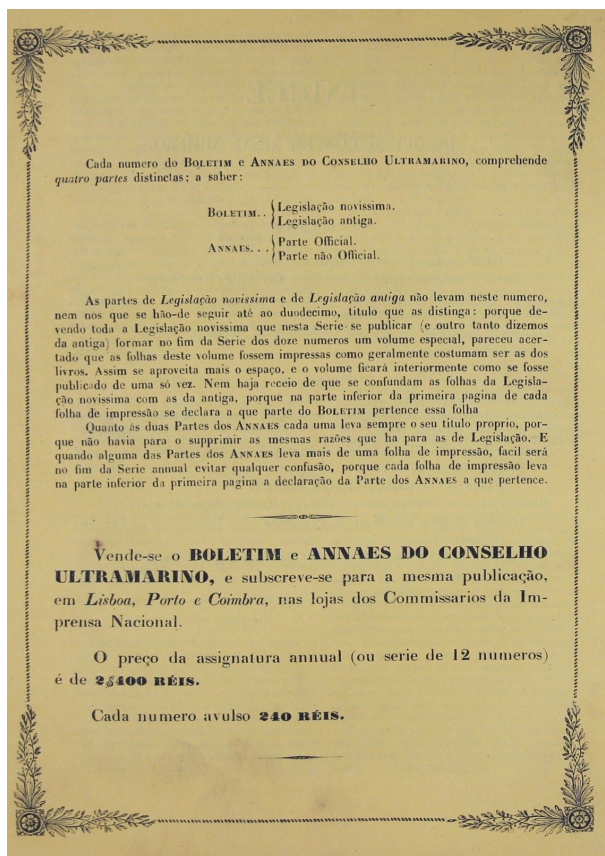 Cada numero do BOLETIM e ANNAES DO CONSELHO ULTRAMARINO, comprehende
quatro partes distinctas; a saber:
BOLETIM.. { Legislação novissima.
Legislação antiga.
ANNAES... { Parte Official.
Parte não Official.
As partes de Legislação novissima e de Legislação antiga não levam neste numero,
nem nos que se hão-de seguir até ao duodecimo, titulo que as distinga: porque de-
vendo toda a Legislação novissima que nesta Serie se publicar (e outro tanto dizemos
da antiga) formar no fim da Serie dos doze numeros um volume especial, pareceu acer-
tado que as folhas deste volume fossem impressas como geralmente costumam ser as dos
livros. Assim se aproveita mais o espaço, e o volume ficará interiormente como se fosse
publicado de uma só vez. Nem haja receio de que se confundam as folhas da Legisla-
ção novissima com as da antiga, porque na parte inferior da primeira pagina de cada
folha de impressão se declara a que parte do BOLETIM pertence essa folha
Quanto ás duas Partes dos ANNAES cada uma leva sempre o seu titulo proprio, por-
que não havia para o supprimir as mesmas razões que ha para as de Legislação. E
quando alguma das Partes dos ANNAES leva mais de uma folha de impressão, facil será
no fim da Serie annual evitar qualquer confusão, porque cada folha de impressão leva
na parte inferior da primeira pagina a declaração da Parte dos ANNAES a que pertence.
Vende-se o BOLETIM e ANNAES DO CONSELHO
ULTRAMARINO, e subscreve-se para a mesma publicação,
em Lisboa, Porto e Coimbra, nas lojas dos Commissarios da Im-
prensa Nacional.
O preço da assignatura annual (ou serie de 12 numeros)
é de 2$400 RÉIS.
Cada numero avulso 240 RÉIS.